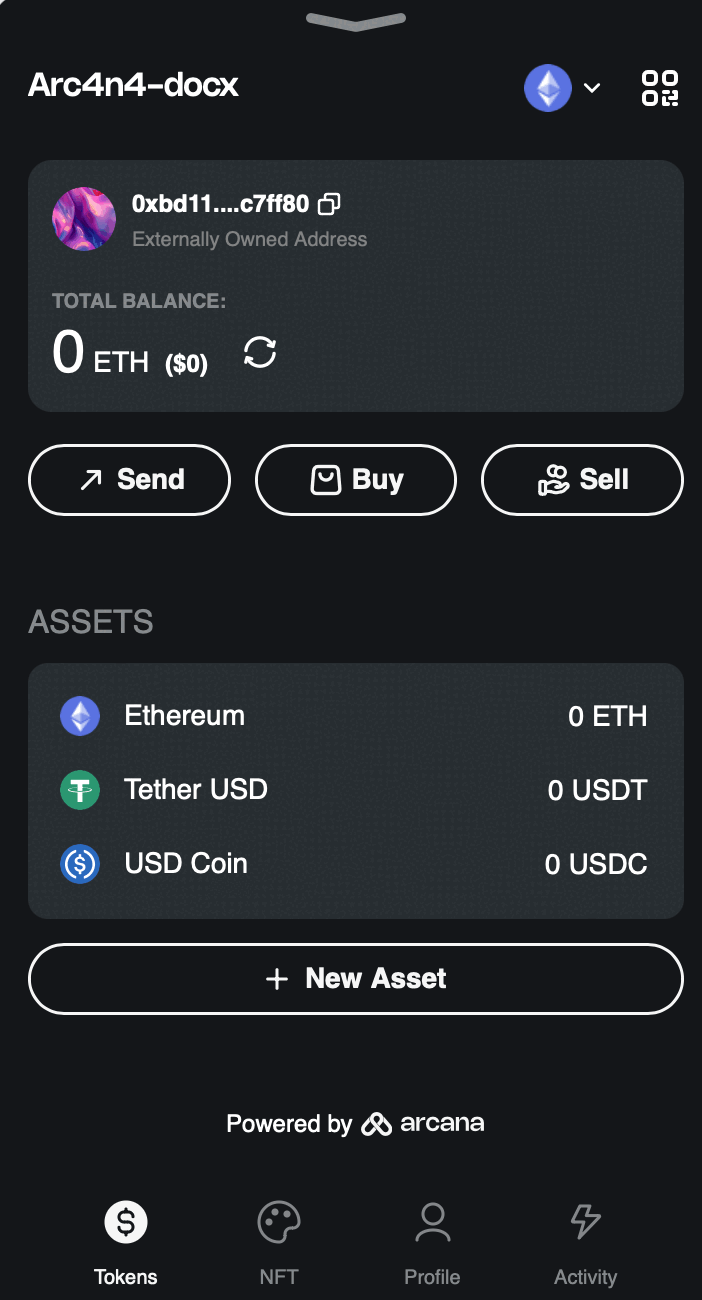 Arc4n4-docx
0xbd11....c7ff80
Externally Owned Address
TOTAL BALANCE:
0 ETH ($0)
Send
Buy
Sell
ASSETS
Ethereum 0 ETH
Tether USD 0 USDT
USD Coin 0 USDC
+ New Asset
Powered by arcana
Tokens
NFT
Profile
Activity